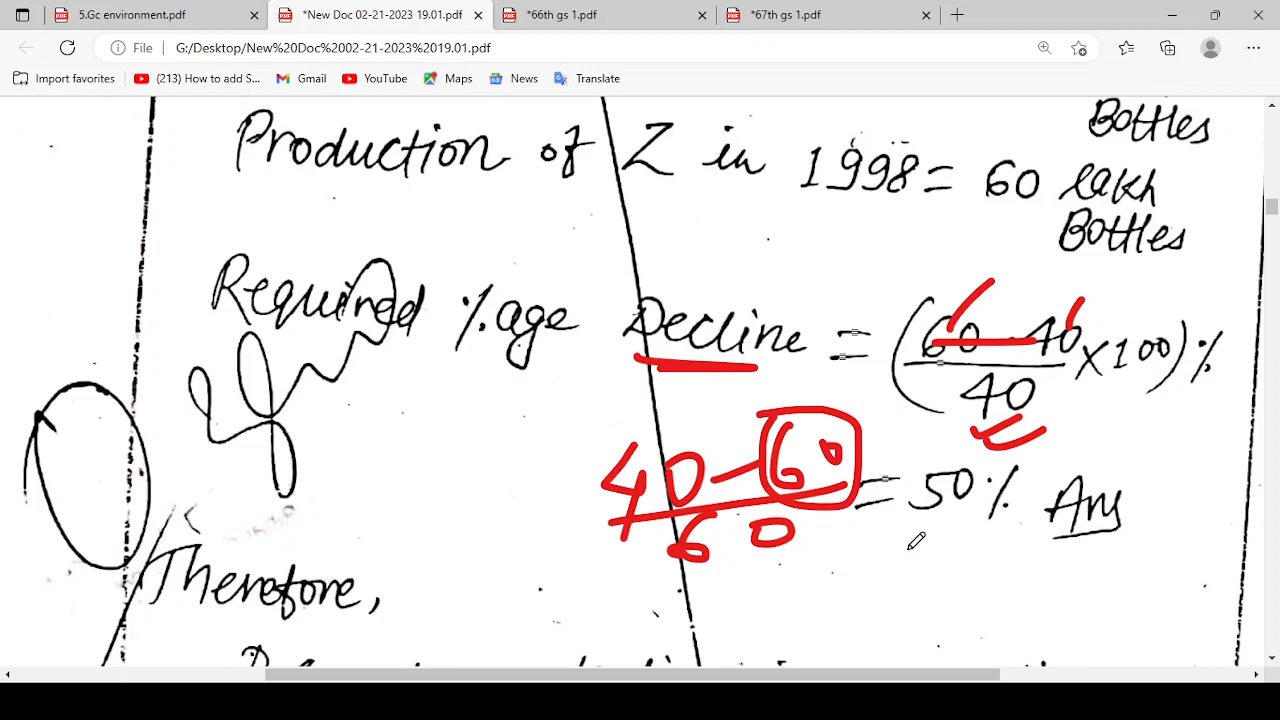 5.Gc environment.pdf
*New Doc 02-21-2023 19.01.pdf
*66th gs 1.pdf
*67th gs 1.pdf
File G:/Desktop/New%20Doc%2002-21-2023%2019.01.pdf
Import favorites
(213) How to add S...
Gmail
YouTube
Maps
News
Translate
Bottles
Production of Z in 1998 = 60 lakh
Bottles
Required %age Decline = (60-40/40 × 100) %
40-60/60
= 50% Ans
Therefore,